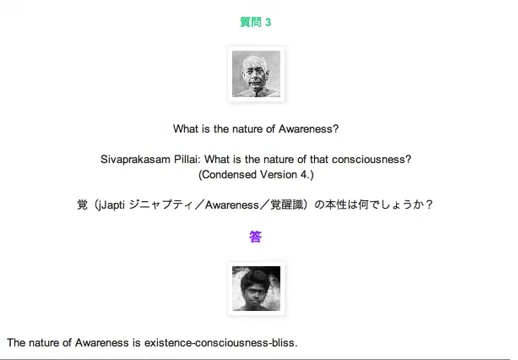 質問 3
What is the nature of Awareness?
Sivaprakasam Pillai: What is the nature of that consciousness?
(Condensed Version 4.)
覚（jJapti ジニャプティ／Awareness／覚醒識）の本性は何でしょうか？
答
The nature of Awareness is existence-consciousness-bliss.